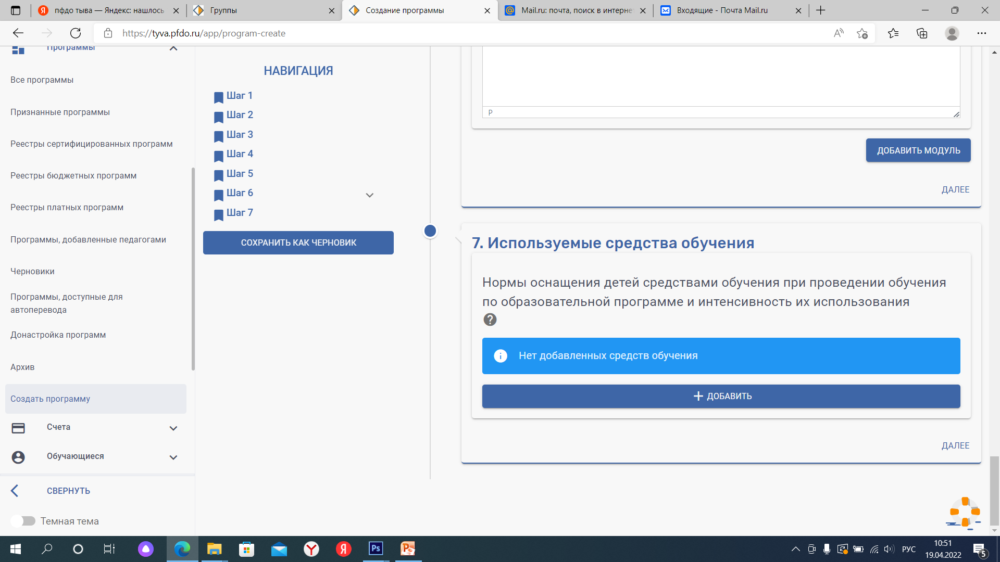 пфдо тыва — Яндекс: нашлось
Группы
Создание программы
Mail.ru: почта, поиск в интерне
Входящие - Почта Mail.ru
https://tyva.pfdo.ru/app/program-create
Программы
Все программы
Признанные программы
Реестры сертифицированных программ
Реестры бюджетных программ
Реестры платных программ
Программы, добавленные педагогами
Черновики
Программы, доступные для
автоперевода
Донастройка программ
Архив
Создать программу
Счета
Обучающиеся
СВЕРНУТЬ
Темная тема
НАВИГАЦИЯ
Шаг 1
Шаг 2
Шаг 3
Шаг 4
Шаг 5
Шаг 6
Шаг 7
СОХРАНИТЬ КАК ЧЕРНОВИК
P
ДОБАВИТЬ МОДУЛЬ
ДАЛЕЕ
7. Используемые средства обучения
Нормы оснащения детей средствами обучения при проведении обучения
по образовательной программе и интенсивность их использования
?
i Нет добавленных средств обучения
+ ДОБАВИТЬ
ДАЛЕЕ
Ps
РУС
10:51
19.04.2022
5